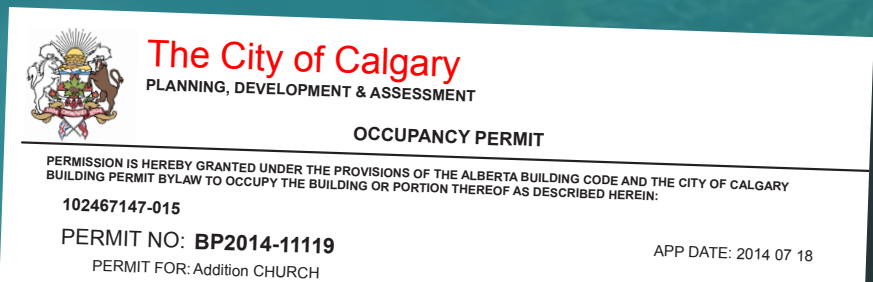 The City of Calgary
PLANNING, DEVELOPMENT & ASSESSMENT
OCCUPANCY PERMIT
PERMISSION IS HEREBY GRANTED UNDER THE PROVISIONS OF THE ALBERTA BUILDING CODE AND THE CITY OF CALGARY
BUILDING PERMIT BYLAW TO OCCUPY THE BUILDING OR PORTION THEREOF AS DESCRIBED HEREIN:
102467147-015
PERMIT NO: BP2014-11119
APP DATE: 2014 07 18
PERMIT FOR: Addition CHURCH